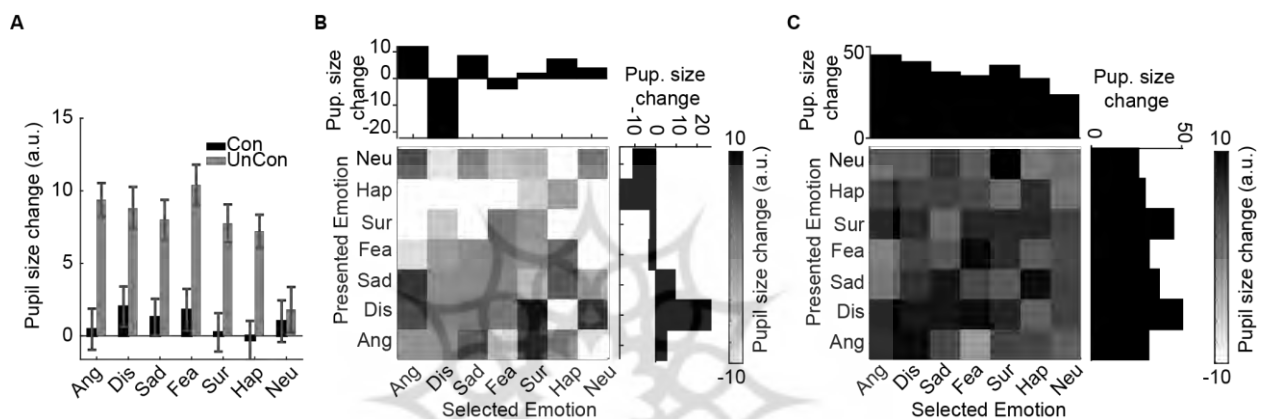 A
Pupil size change (a.u.)
15
10
5
0
Con
UnCon
Ang Dis Sad Fea Sur Hap Neu
B
Pup. size
change
10
0
-10
-20
Pup. size
change
-10 0 20
Presented Emotion
Neu
Hap
Sur
Fea
Sad
Dis
Ang
Ang Dis Sad Fea Sur Hap Neu
Selected Emotion
10
Pupil size change (a.u.)
-10
C
Pup. size
change
50
0
Pup. size
change
0 50
Presented Emotion
Neu
Hap
Sur
Fea
Sad
Dis
Ang
Ang Dis Sad Fea Sur Hap Neu
Selected Emotion
10
Pupil size change (a.u.)
-10